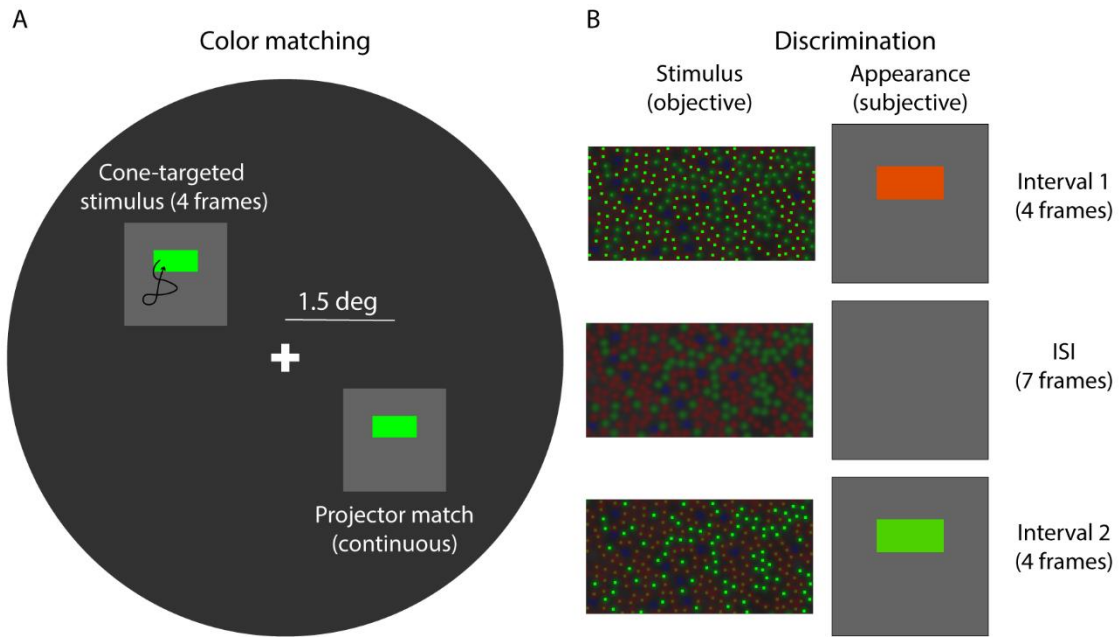 A
Color matching
Cone-targeted
stimulus (4 frames)
1.5 deg
Projector match
(continuous)
B
Discrimination
Stimulus
(objective)
Appearance
(subjective)
Interval 1
(4 frames)
ISI
(7 frames)
Interval 2
(4 frames)